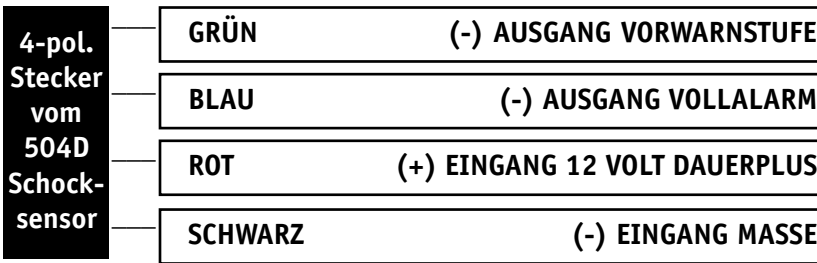 4-pol.
Stecker
vom
504D
Schock-
sensor
GRÜN (-) AUSGANG VORWARNSTUFE
BLAU (-) AUSGANG VOLLALARM
ROT (+) EINGANG 12 VOLT DAUERPLUS
SCHWARZ (-) EINGANG MASSE